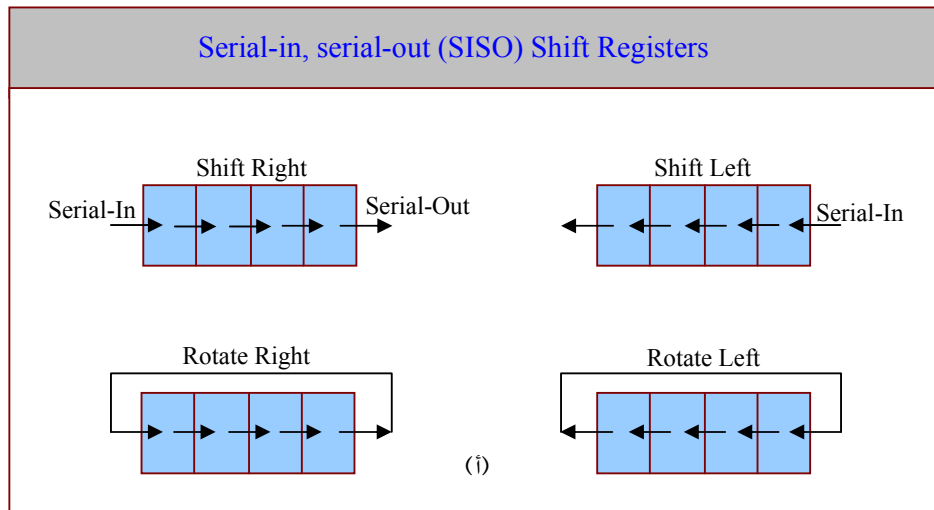 Serial-in, serial-out (SISO) Shift Registers
Shift Right
Shift Left
Serial-In
Serial-Out
Serial-In
Rotate Right
Rotate Left
(أ)